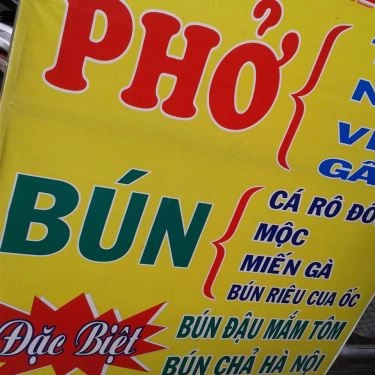 PHỞ
BÚN
CÁ RÔ
MỘC
MIẾN GÀ
BÚN RIÊU CUA ỐC
Đặc Biệt
BÚN ĐẬU MẮM TÔM
BÚN CHẢ HÀ NỘI